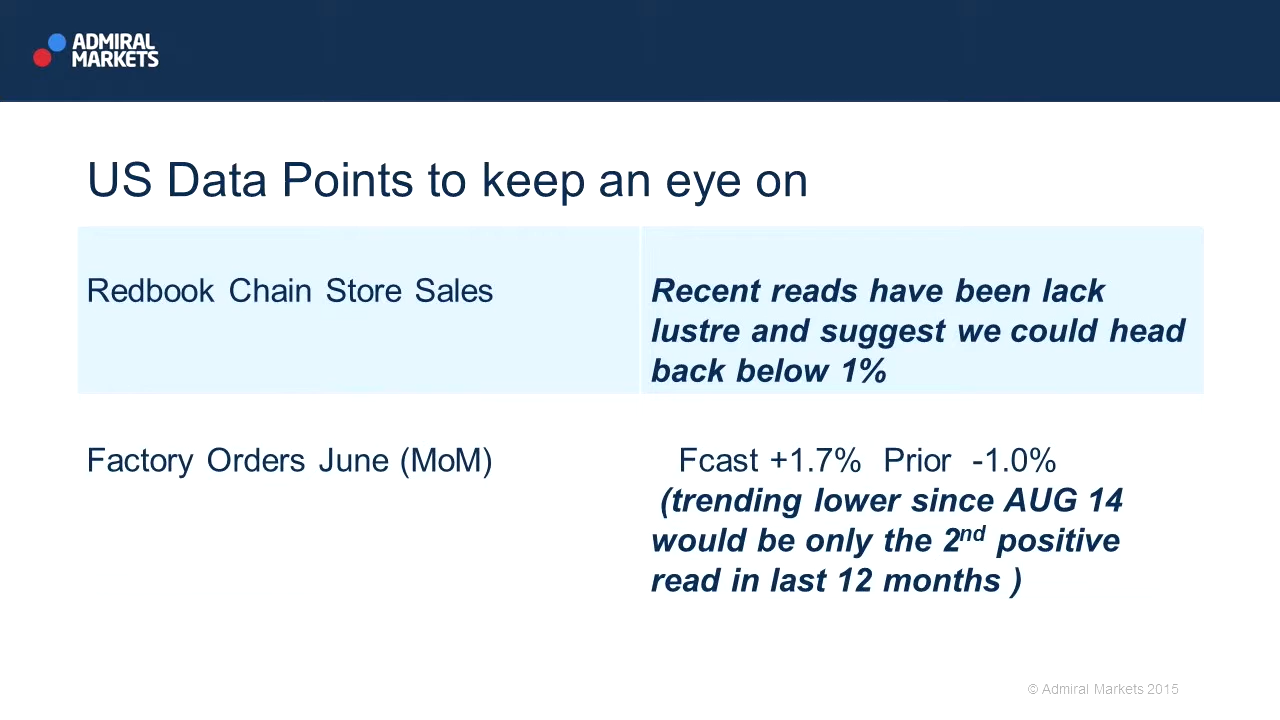 ADMIRAL
MARKETS
US Data Points to keep an eye on
Redbook Chain Store Sales
Recent reads have been lack
lustre and suggest we could head
back below 1%
Factory Orders June (MoM)
Fcast +1.7% Prior -1.0%
(trending lower since AUG 14
would be only the 2nd positive
read in last 12 months )
© Admiral Markets 2015